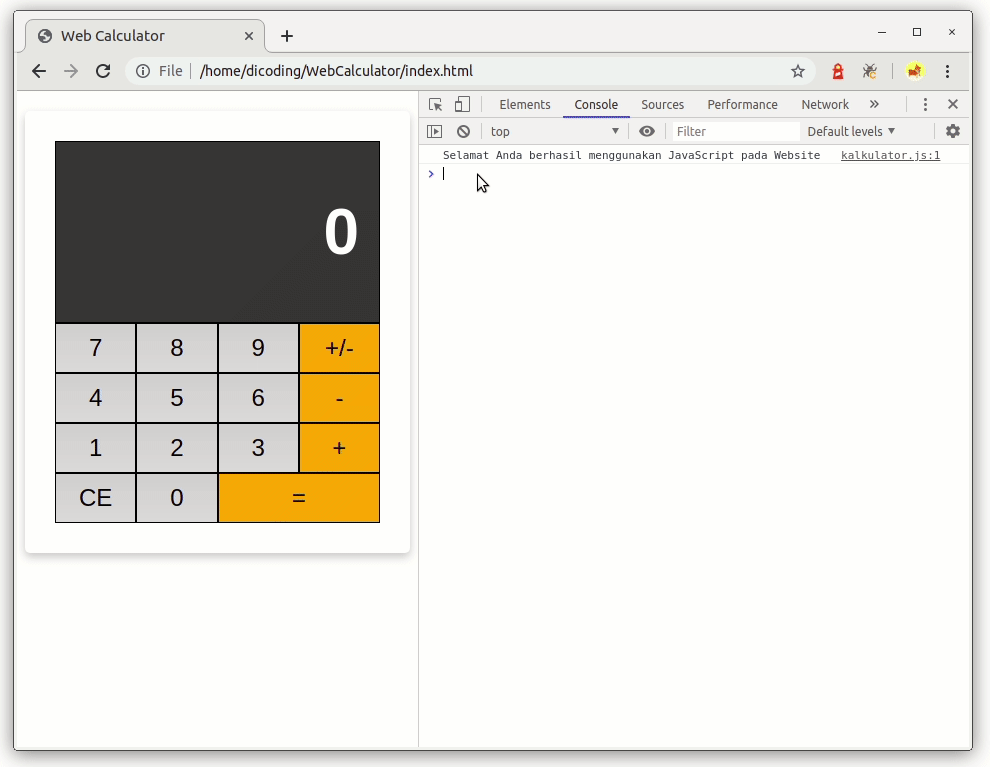 Web Calculator
File /home/dicoding/WebCalculator/index.html
Elements Console Sources Performance Network »
top Filter Default levels
Selamat Anda berhasil menggunakan JavaScript pada Website kalkulator.js:1
>
0
7 8 9 +/-
4 5 6 -
1 2 3 +
CE 0 =